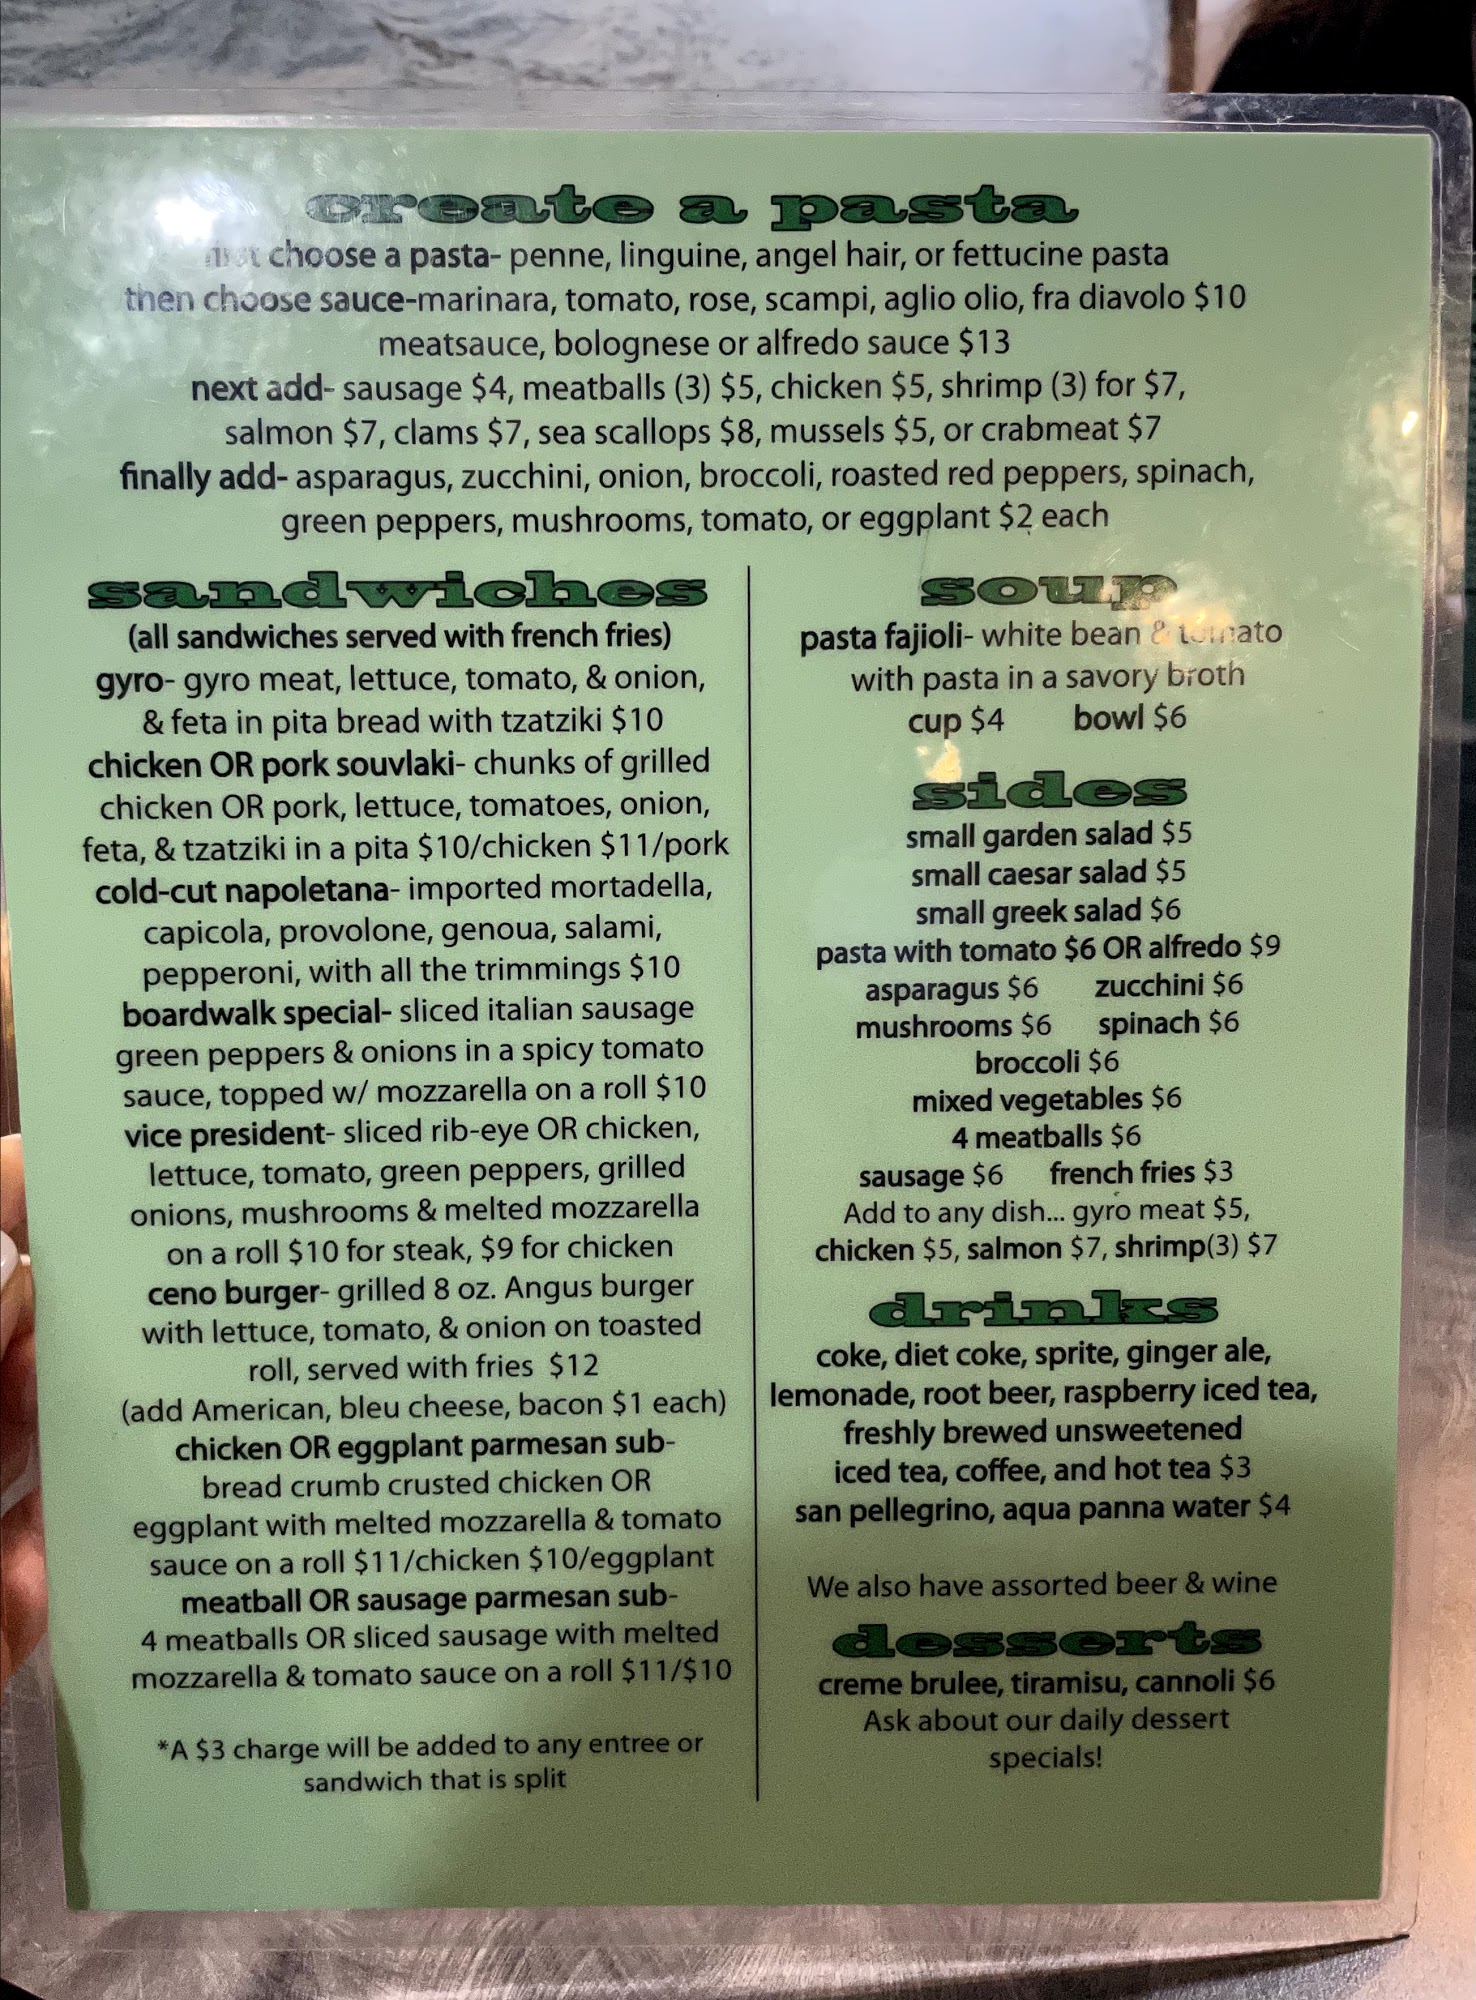 create a pasta
first choose a pasta- penne, linguine, angel hair, or fettucine pasta
then choose sauce-marinara, tomato, rose, scampi, aglio olio, fra diavolo $10
meatsauce, bolognese or alfredo sauce $13
next add- sausage $4, meatballs (3) $5, chicken $5, shrimp (3) for $7,
salmon $7, clams $7, sea scallops $8, mussels $5, or crabmeat $7
finally add- asparagus, zucchini, onion, broccoli, roasted red peppers, spinach,
green peppers, mushrooms, tomato, or eggplant $2 each
sandwiches
(all sandwiches served with french fries)
gyro- gyro meat, lettuce, tomato, & onion,
& feta in pita bread with tzatziki $10
chicken OR pork souvlaki- chunks of grilled
chicken OR pork, lettuce, tomatoes, onion,
feta, & tzatziki in a pita $10/chicken $11/pork
cold-cut napoletana- imported mortadella,
capicola, provolone, genoua, salami,
pepperoni, with all the trimmings $10
boardwalk special- sliced italian sausage
green peppers & onions in a spicy tomato
sauce, topped w/ mozzarella on a roll $10
vice president- sliced rib-eye OR chicken,
lettuce, tomato, green peppers, grilled
onions, mushrooms & melted mozzarella
on a roll $10 for steak, $9 for chicken
ceno burger- grilled 8 oz. Angus burger
with lettuce, tomato, & onion on toasted
roll, served with fries $12
(add American, bleu cheese, bacon $1 each)
chicken OR eggplant parmesan sub-
bread crumb crusted chicken OR
eggplant with melted mozzarella & tomato
sauce on a roll $11/chicken $10/eggplant
meatball OR sausage parmesan sub-
4 meatballs OR sliced sausage with melted
mozzarella & tomato sauce on a roll $11/$10
*A $3 charge will be added to any entree or
sandwich that is split
soup
pasta fajioli- white bean & tomato
with pasta in a savory broth
cup $4 bowl $6
sides
small garden salad $5
small caesar salad $5
small greek salad $6
pasta with tomato $6 OR alfredo $9
asparagus $6 zucchini $6
mushrooms $6 spinach $6
broccoli $6
mixed vegetables $6
4 meatballs $6
sausage $6 french fries $3
Add to any dish... gyro meat $5,
chicken $5, salmon $7, shrimp(3) $7
drinks
coke, diet coke, sprite, ginger ale,
lemonade, root beer, raspberry iced tea,
freshly brewed unsweetened
iced tea, coffee, and hot tea $3
san pellegrino, aqua panna water $4
We also have assorted beer & wine
desserts
creme brulee, tiramisu, cannoli $6
Ask about our daily dessert
specials!